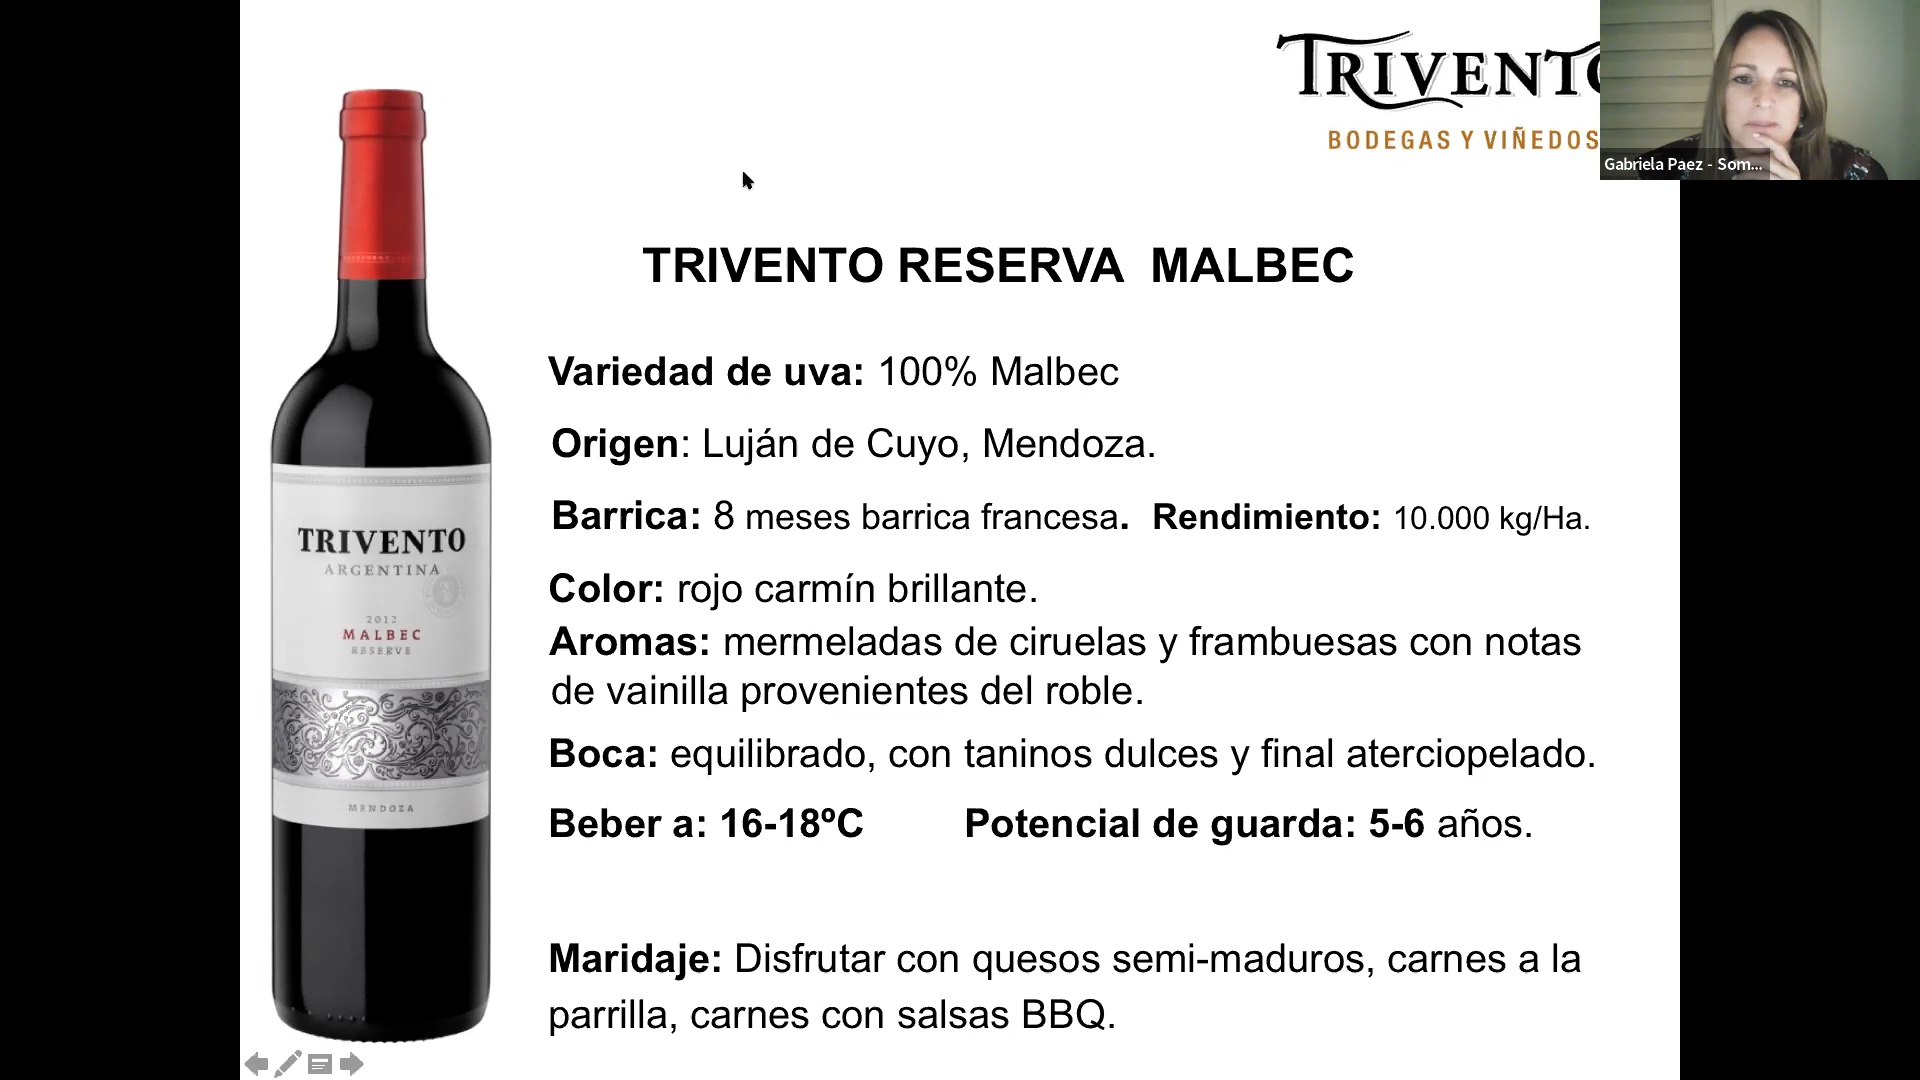 TRIVENTO
BODEGAS Y VIÑEDOS
Gabriela Paez - Som...
TRIVENTO RESERVA  MALBEC
Variedad de uva: 100% Malbec
Origen: Luján de Cuyo, Mendoza.
Barrica: 8 meses barrica francesa.  Rendimiento: 10.000 kg/Ha.
Color: rojo carmín brillante.
Aromas: mermeladas de ciruelas y frambuesas con notas
de vainilla provenientes del roble.
Boca: equilibrado, con taninos dulces y final aterciopelado.
Beber a: 16-18ºC Potencial de guarda: 5-6 años.
Maridaje: Disfrutar con quesos semi-maduros, carnes a la
parrilla, carnes con salsas BBQ.
TRIVENTO
ARGENTINA
2012
MALBEC
RESERVE
MENDOZA